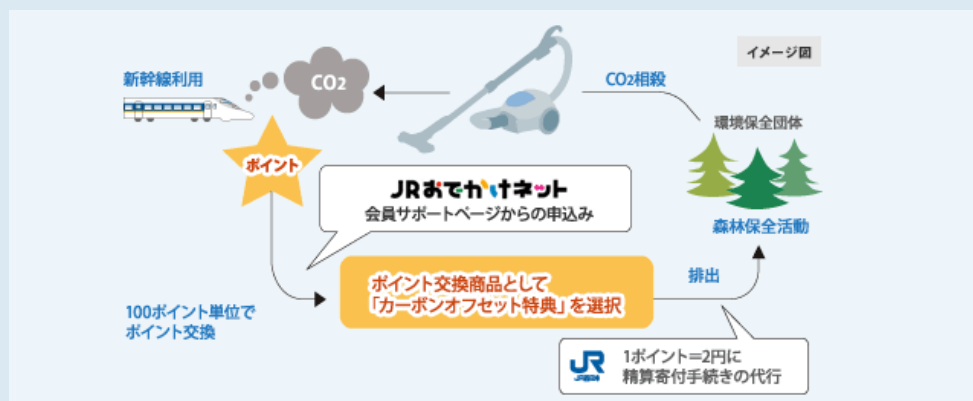 イメージ図
新幹線利用
CO2
CO2相殺
環境保全団体
ポイント
JRおでかけネット
会員サポートページからの申込み
森林保全活動
ポイント交換商品として
「カーボンオフセット特典」を選択
排出
100ポイント単位で
ポイント交換
JR
1ポイント=2円に
精算寄付手続きの代行